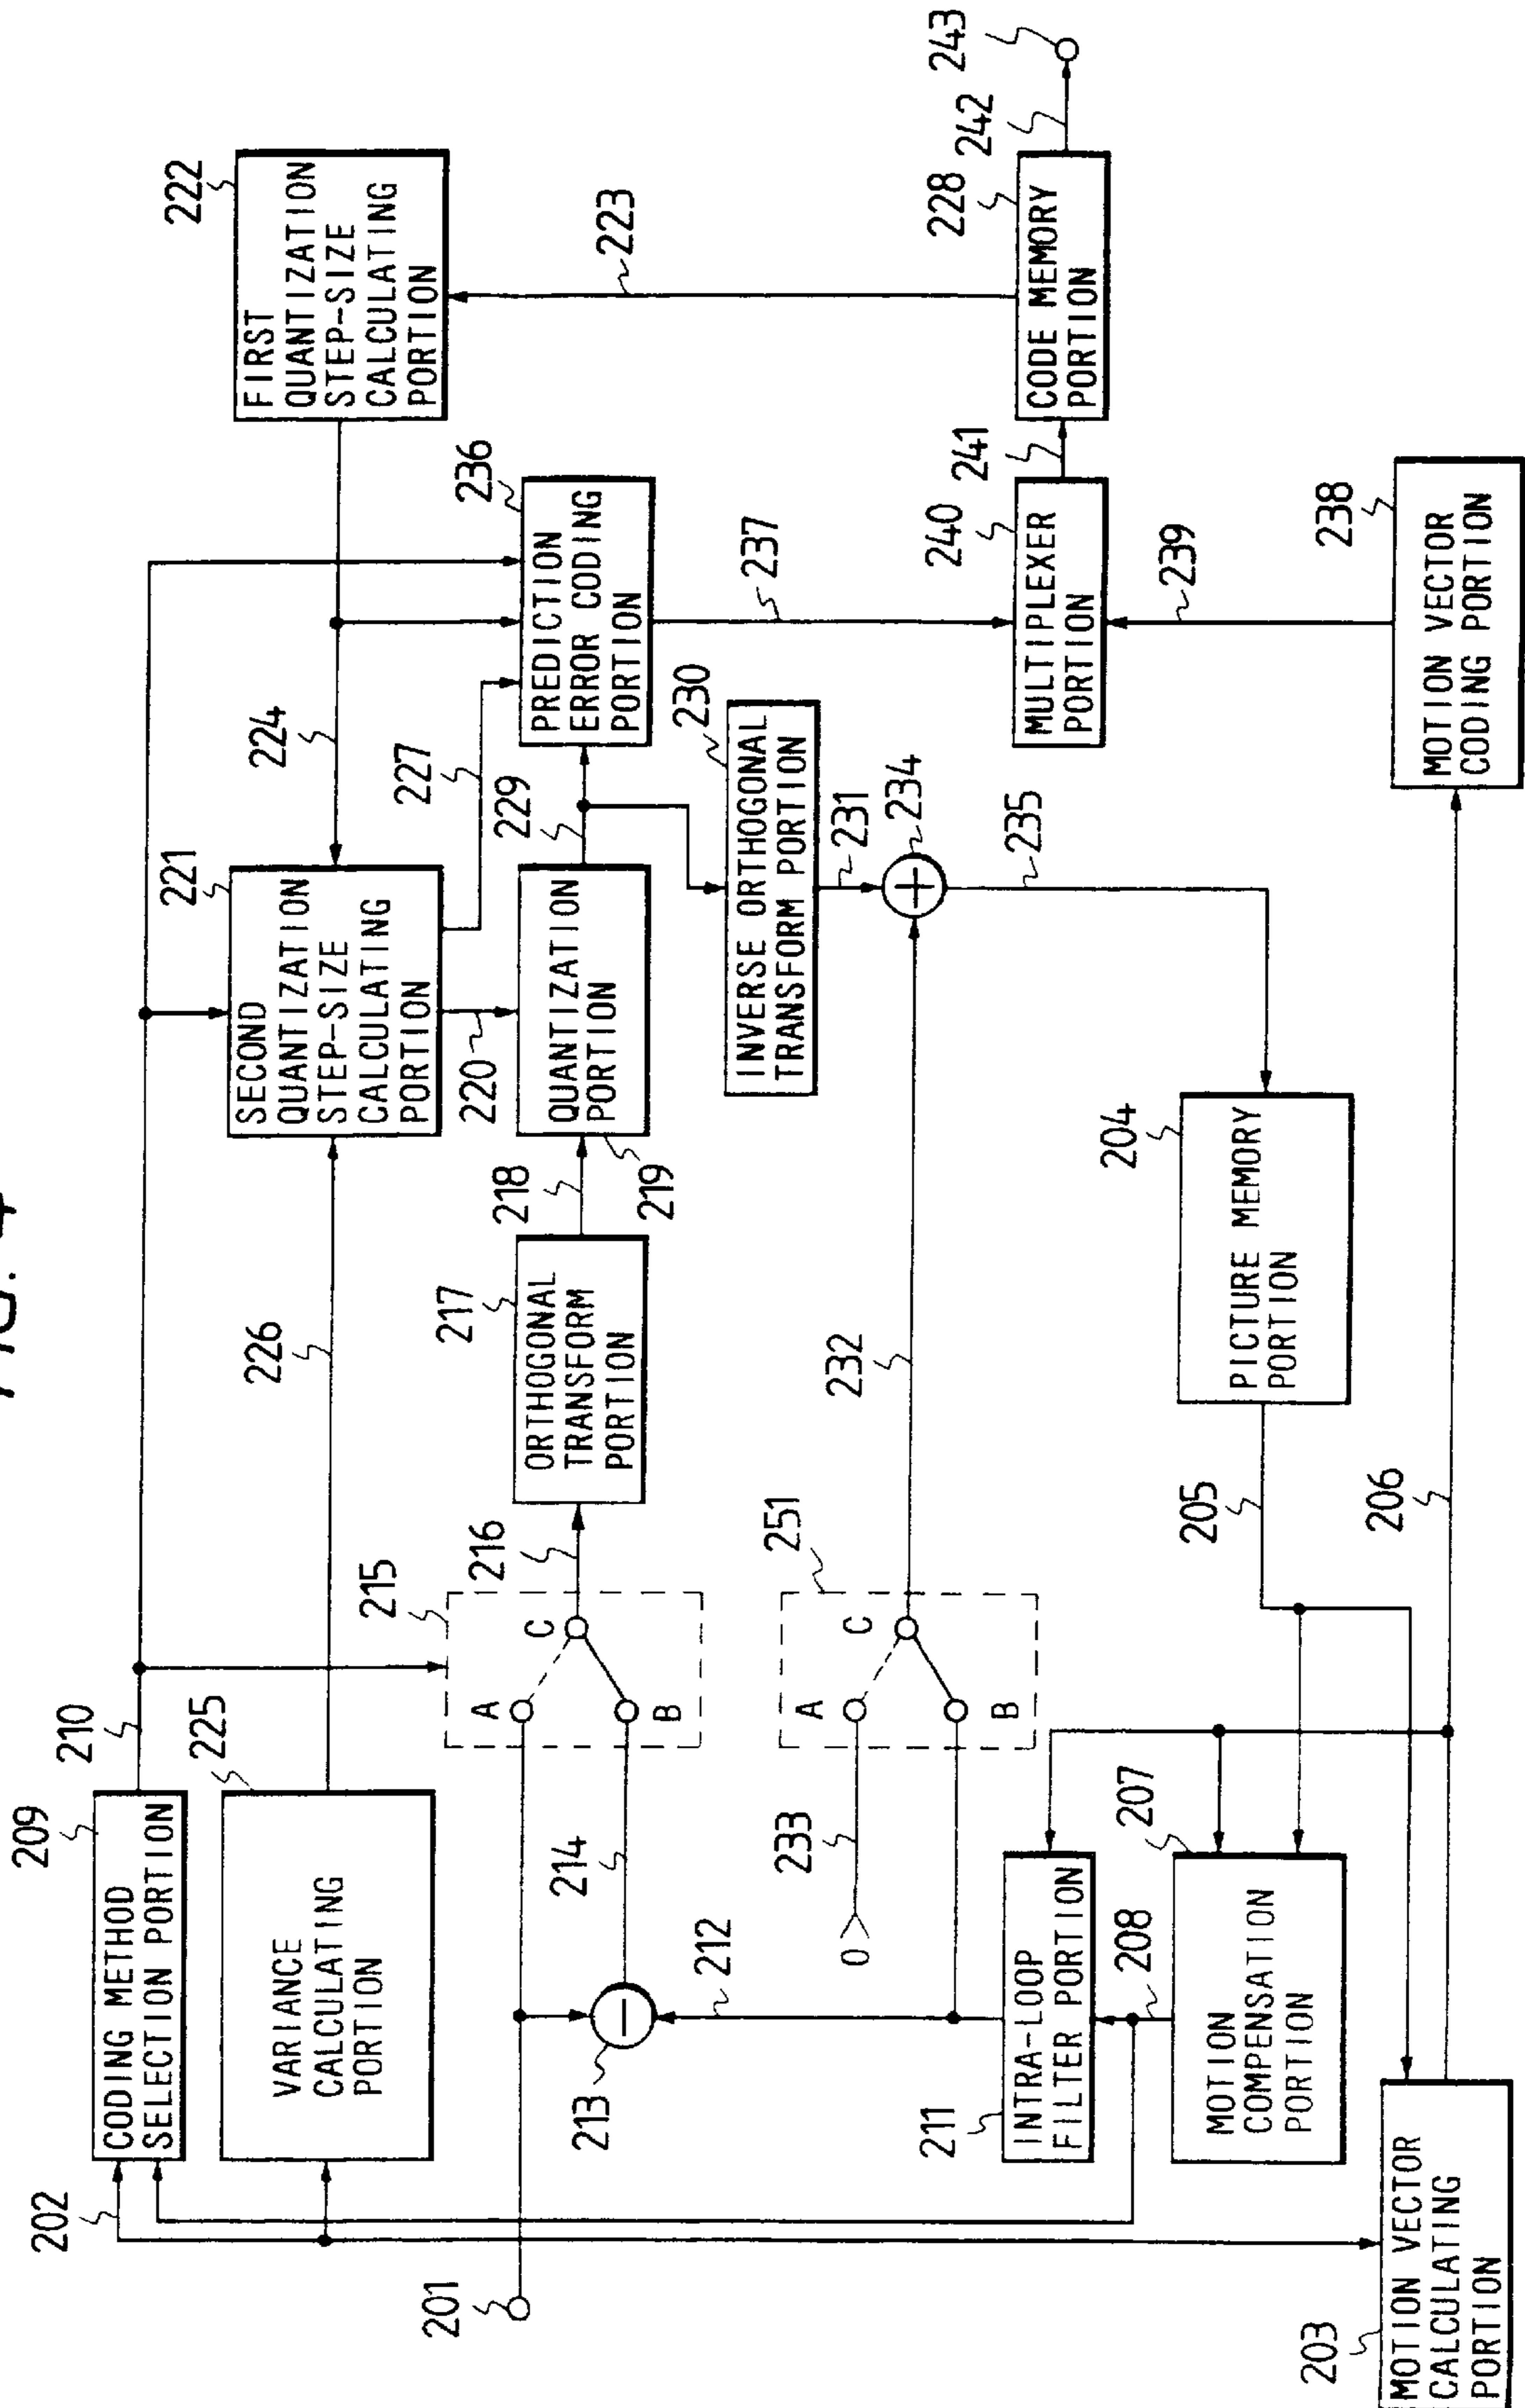 FIG. 4
202
209
CODING METHOD
SELECTION PORTION
210
225
VARIANCE
CALCULATING
PORTION
226
221
SECOND
QUANTIZATION
STEP-SIZE
CALCULATING
PORTION
224
222
FIRST
QUANTIZATION
STEP-SIZE
CALCULATING
PORTION
223
201
213
214
212
215
A
B
C
216
217
ORTHOGONAL
TRANSFORM
PORTION
218
219
220
QUANTIZATION
PORTION
227
229
236
PREDICTION
ERROR CODING
PORTION
237
230
INVERSE ORTHOGONAL
TRANSFORM PORTION
231
234
235
0
233
251
A
B
C
232
211
INTRA-LOOP
FILTER PORTION
208
207
MOTION
COMPENSATION
PORTION
205
204
PICTURE MEMORY
PORTION
240
MULTIPLEXER
PORTION
241
228
CODE MEMORY
PORTION
242
243
239
238
MOTION VECTOR
CODING PORTION
206
203
MOTION VECTOR
CALCULATING
PORTION